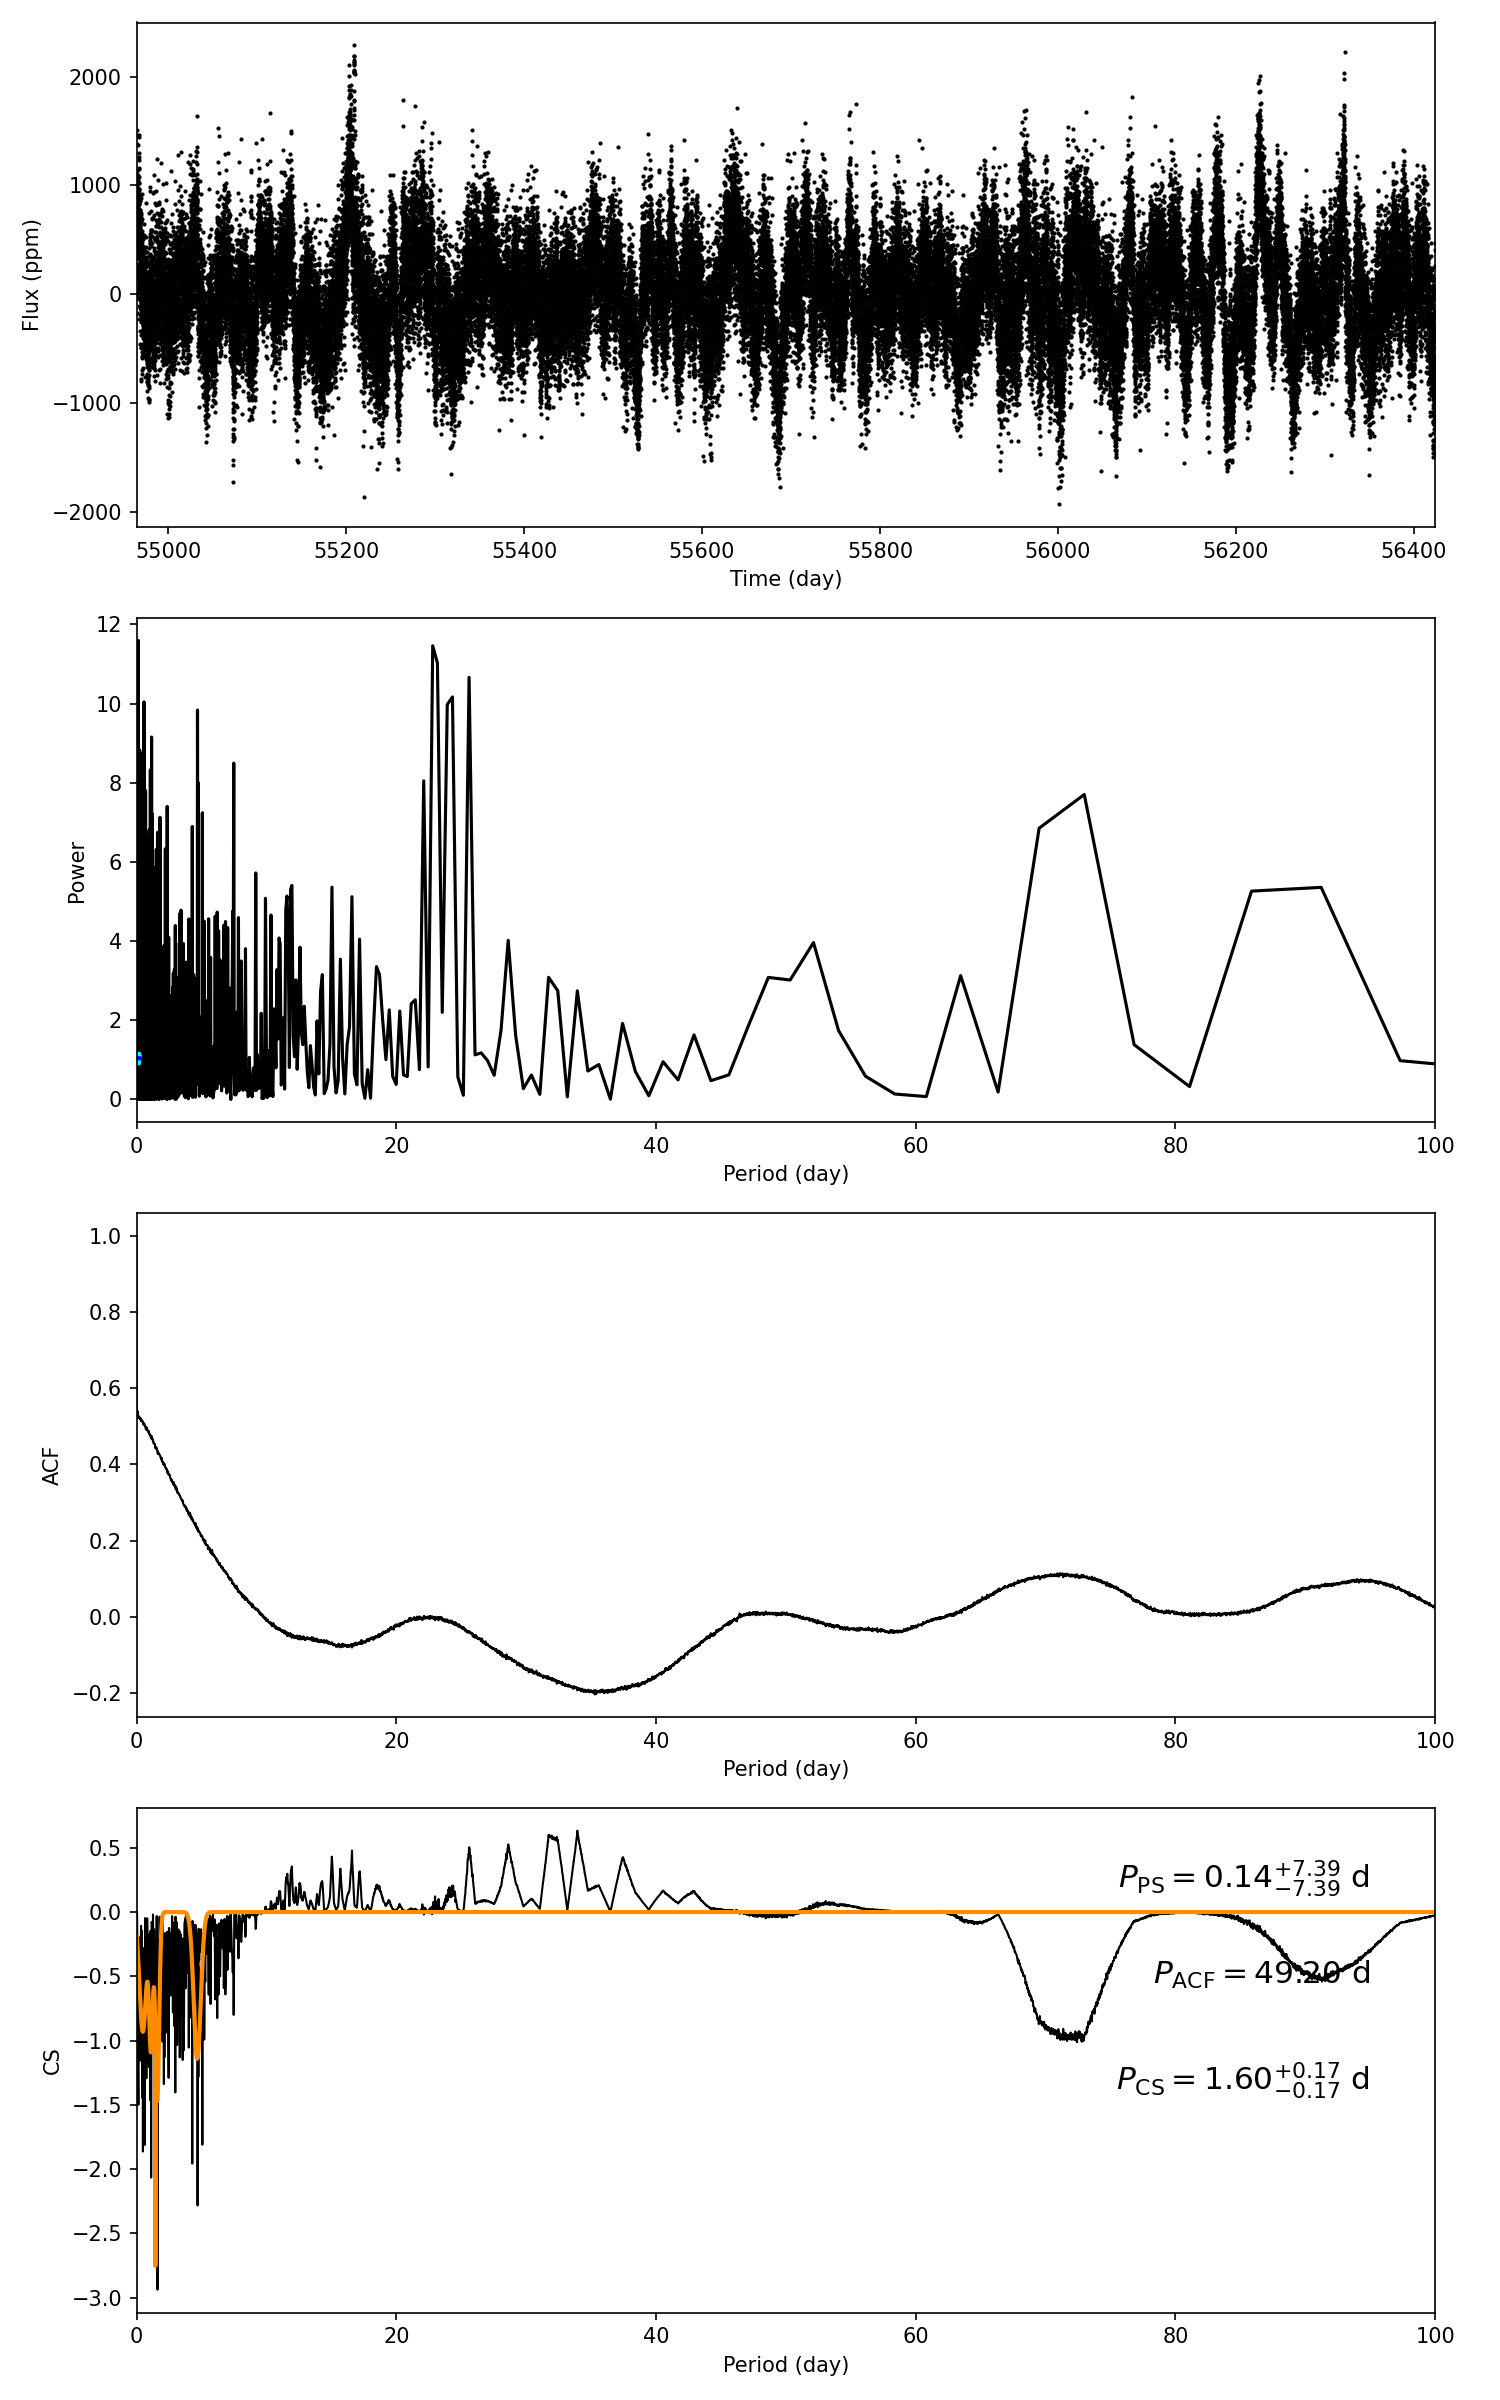 2000
1000
0
−1000
−2000
Flux (ppm)
55000 55200 55400 55600 55800 56000 56200 56400
Time (day)
12
10
8
6
4
2
0
Power
0 20 40 60 80 100
Period (day)
1.0
0.8
0.6
0.4
0.2
0.0
−0.2
ACF
0 20 40 60 80 100
Period (day)
0.5
0.0
−0.5
−1.0
−1.5
−2.0
−2.5
−3.0
CS
P_PS = 0.14^{+7.39}_{−7.39} d
P_ACF = 49.20 d
P_CS = 1.60^{+0.17}_{−0.17} d
0 20 40 60 80 100
Period (day)